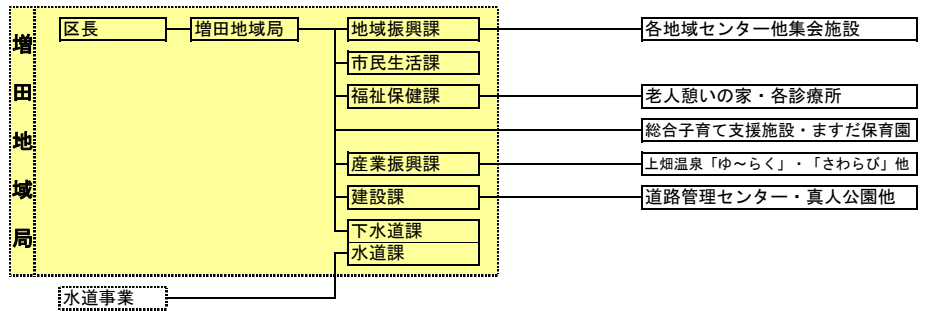 増田地域局
区長 増田地域局 地域振興課 各地域センター他集会施設
市民生活課
福祉保健課 老人憩いの家・各診療所
総合子育て支援施設・ますだ保育園
産業振興課 上畑温泉「ゆ～らく」・「さわらび」他
建設課 道路管理センター・真人公園他
下水道課
水道課
水道事業